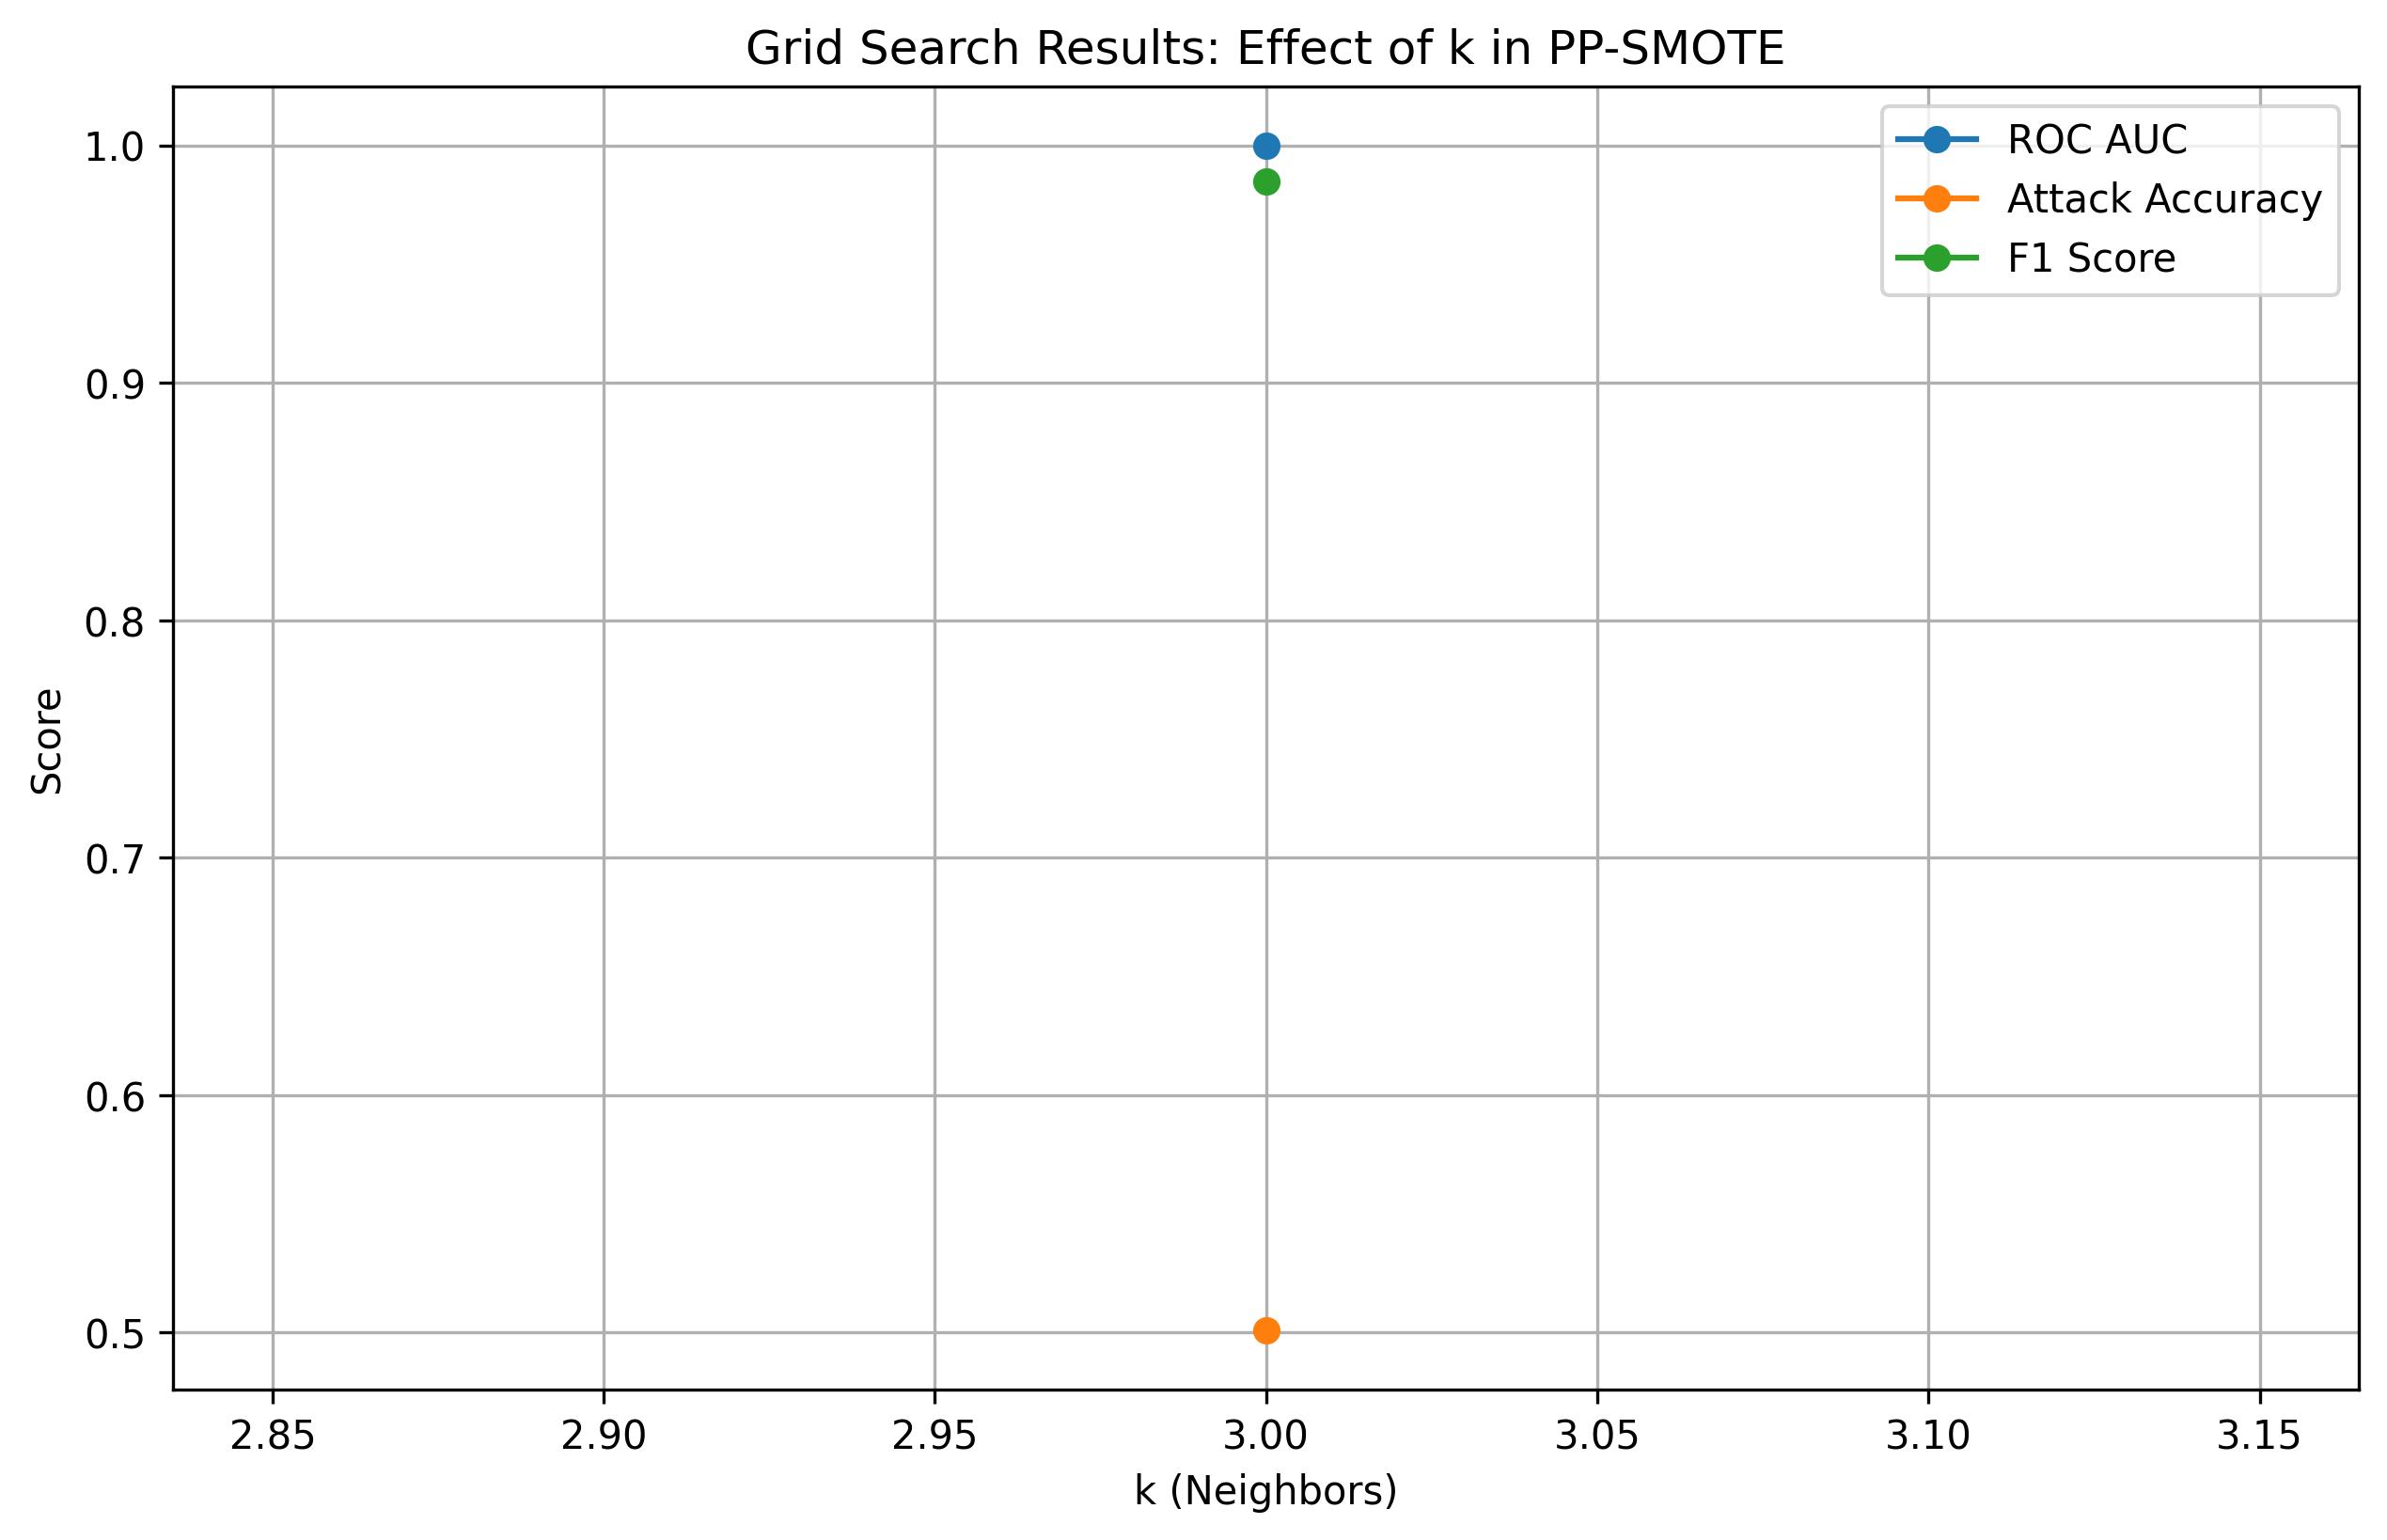 Grid Search Results: Effect of k in PP-SMOTE
ROC AUC
Attack Accuracy
F1 Score
1.0
0.9
0.8
0.7
0.6
0.5
Score
2.85 2.90 2.95 3.00 3.05 3.10 3.15
k (Neighbors)